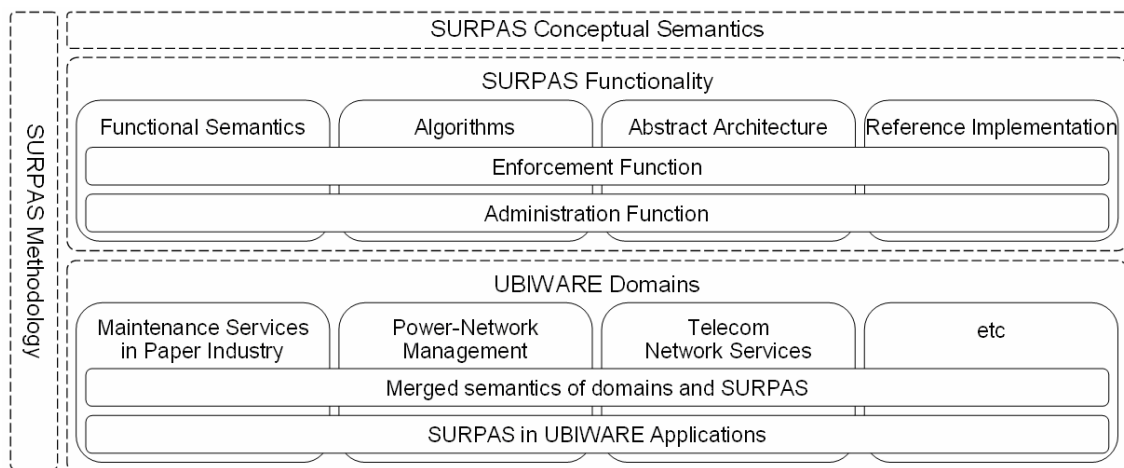 SURPAS Methodology
SURPAS Conceptual Semantics
SURPAS Functionality
Functional Semantics
Algorithms
Abstract Architecture
Reference Implementation
Enforcement Function
Administration Function
UBIWARE Domains
Maintenance Services
in Paper Industry
Power-Network
Management
Telecom
Network Services
etc
Merged semantics of domains and SURPAS
SURPAS in UBIWARE Applications